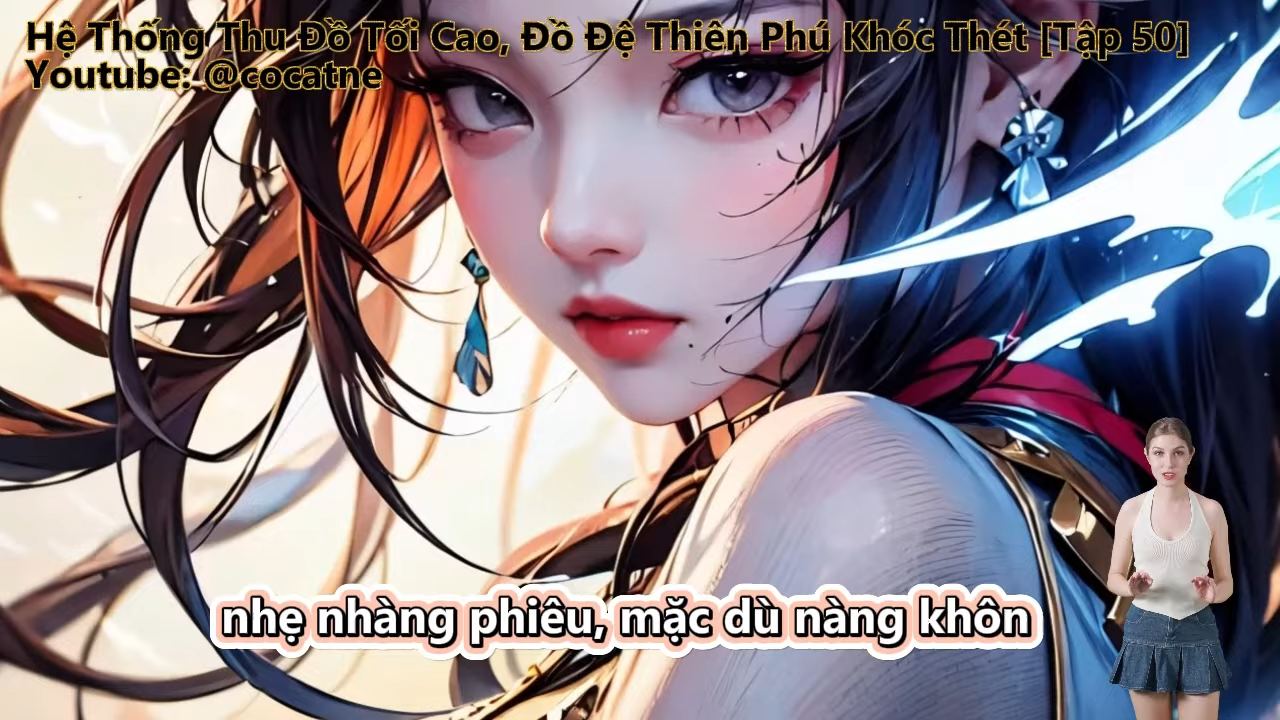 Hệ Thống Thu Đồ Tối Cao, Đồ Đệ Thiên Phú Khóc Thét [Tập 50]
Youtube: @cocatne
nhẹ nhàng phiêu, mặc dù nàng khôn